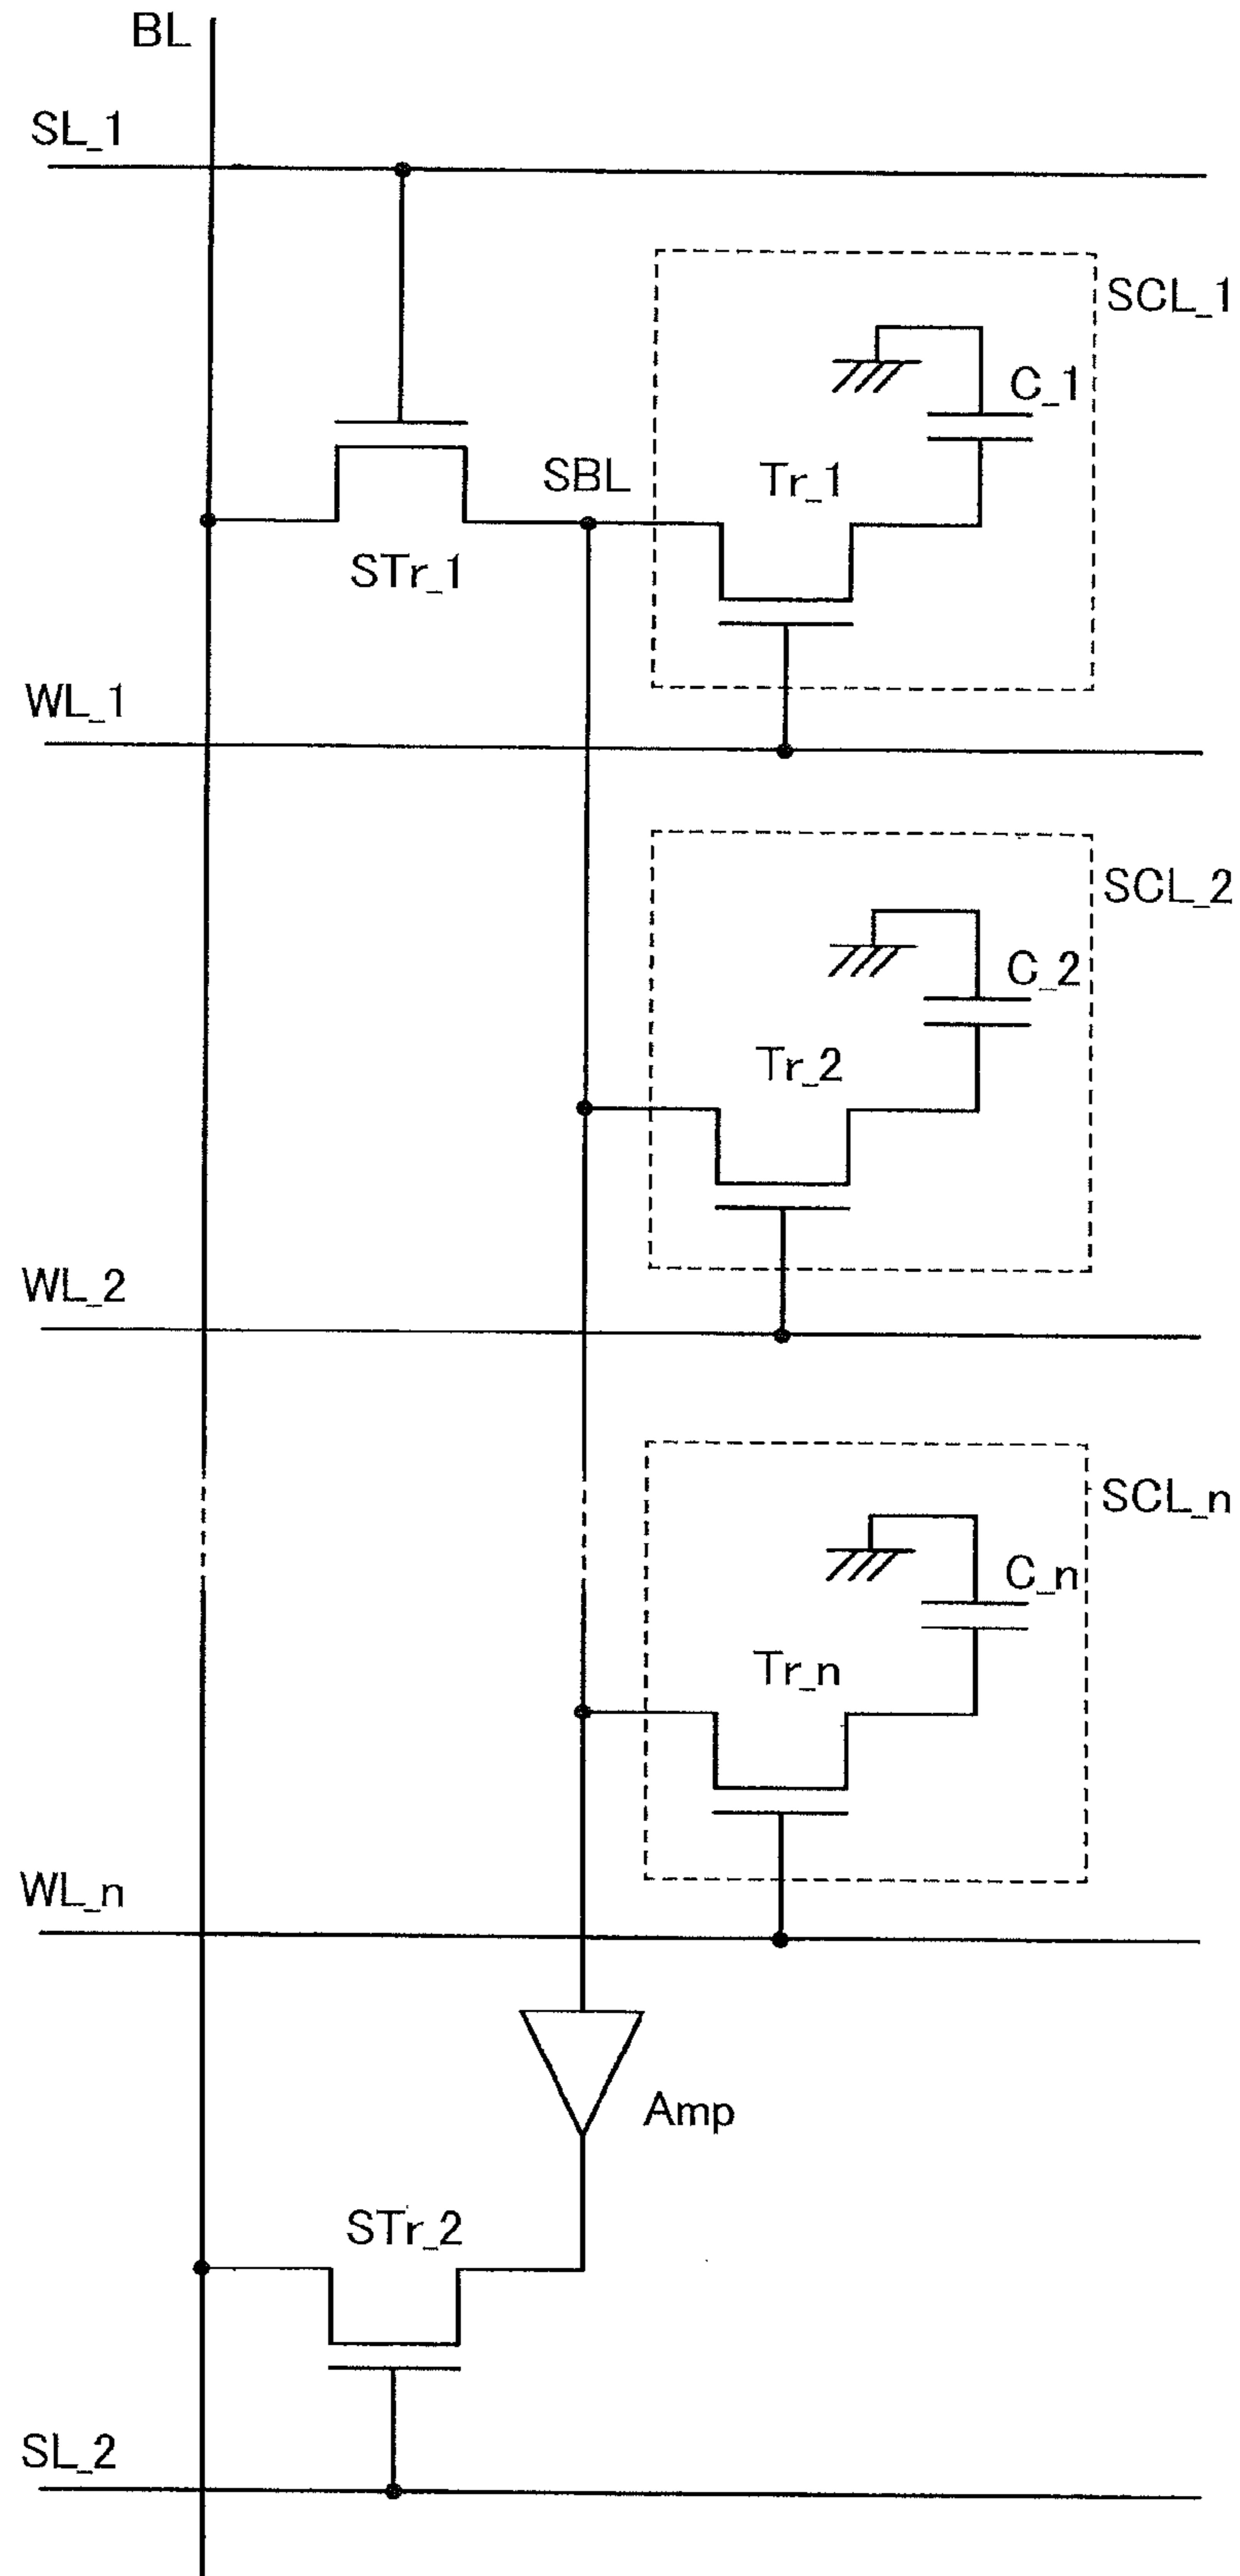 BL
SL_1
SCL_1
C_1
Tr_1
SBL
STr_1
WL_1
SCL_2
C_2
Tr_2
WL_2
SCL_n
C_n
Tr_n
WL_n
Amp
STr_2
SL_2